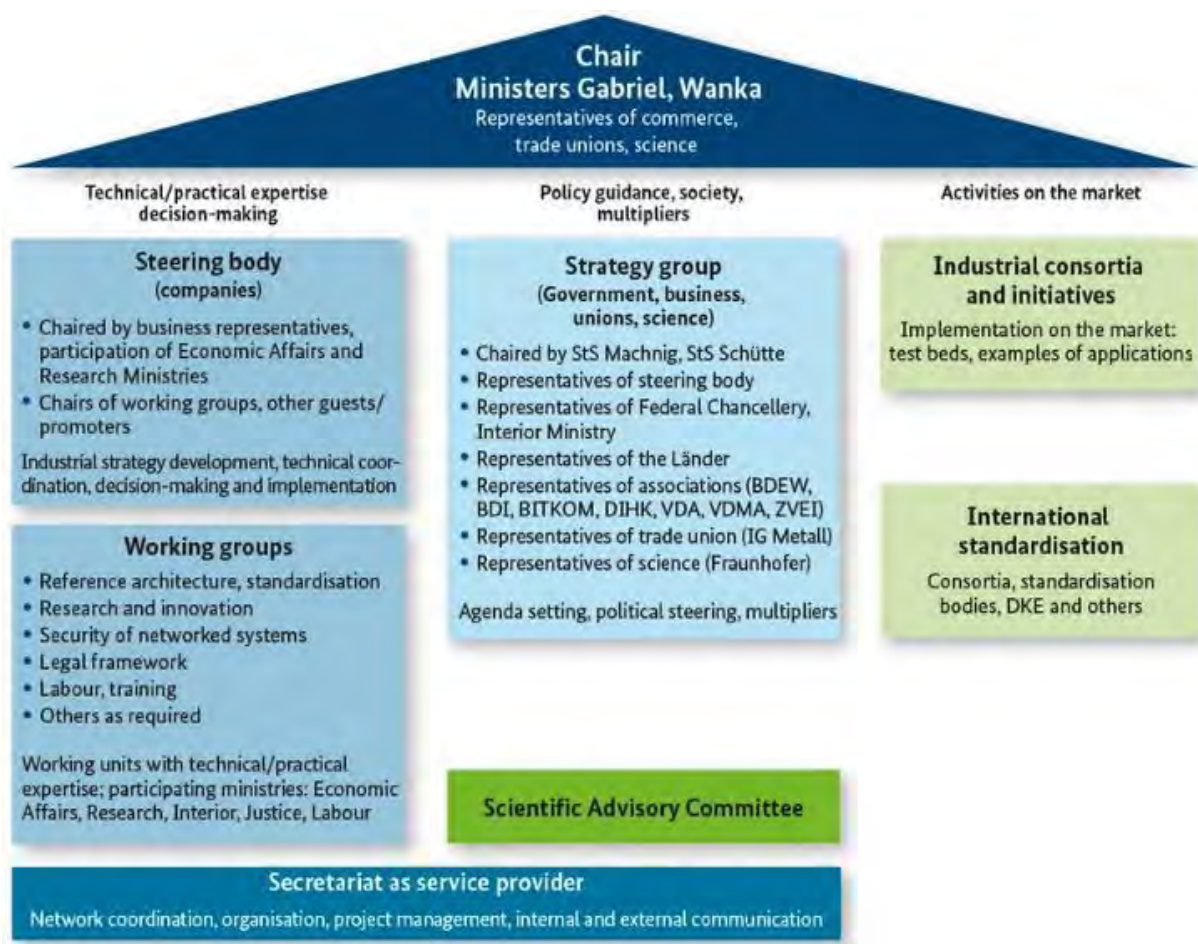 Chair
Ministers Gabriel, Wanka
Representatives of commerce,
trade unions, science
Technical/practical expertise
decision-making
Steering body
(companies)
• Chaired by business representatives,
participation of Economic Affairs and
Research Ministries
• Chairs of working groups, other guests/
promoters
Industrial strategy development, technical coor-
dination, decision-making and implementation
Working groups
• Reference architecture, standardisation
• Research and innovation
• Security of networked systems
• Legal framework
• Labour, training
• Others as required
Working units with technical/practical
expertise; participating ministries: Economic
Affairs, Research, Interior, Justice, Labour
Policy guidance, society,
multipliers
Strategy group
(Government, business,
unions, science)
• Chaired by StS Machnig, StS Schütte
• Representatives of steering body
• Representatives of Federal Chancellery,
Interior Ministry
• Representatives of the Länder
• Representatives of associations (BDEW,
BDI, BITKOM, DIHK, VDA, VDMA, ZVEI)
• Representatives of trade union (IG Metall)
• Representatives of science (Fraunhofer)
Agenda setting, political steering, multipliers
Scientific Advisory Committee
Activities on the market
Industrial consortia
and initiatives
Implementation on the market:
test beds, examples of applications
International
standardisation
Consortia, standardisation
bodies, DKE and others
Secretariat as service provider
Network coordination, organisation, project management, internal and external communication